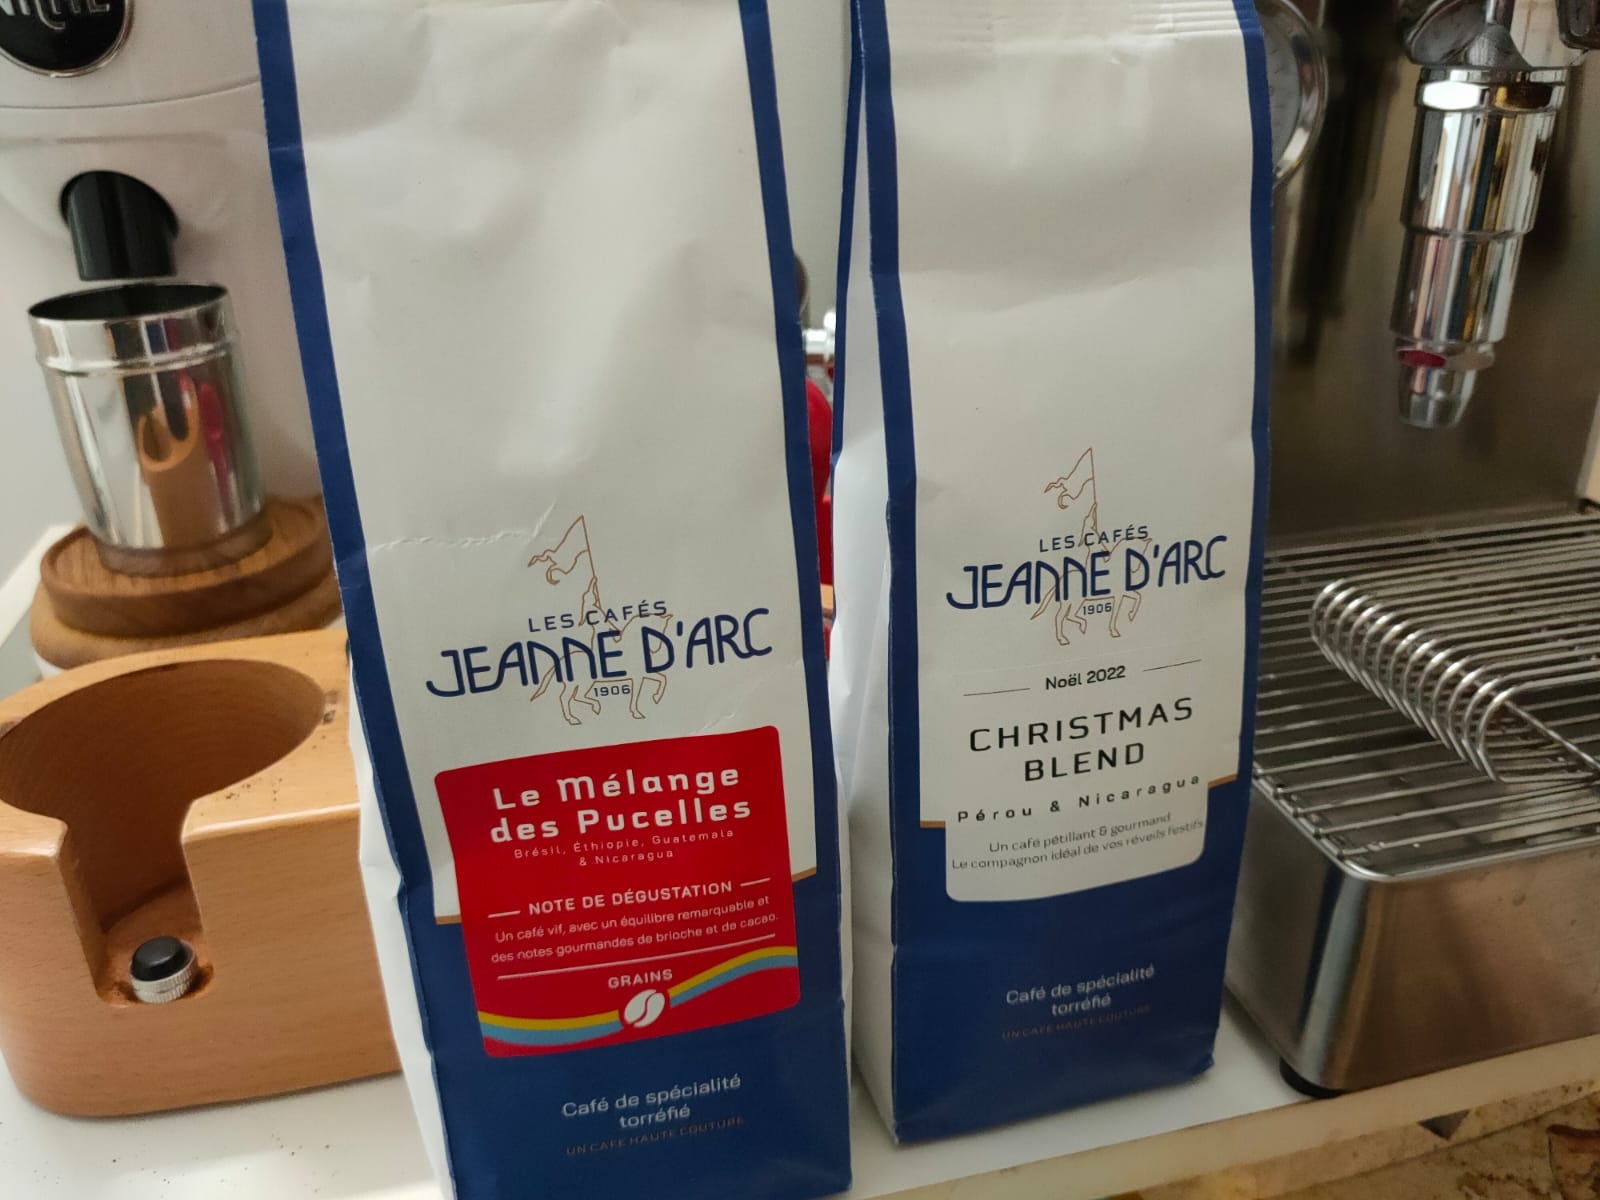 LES CAFÉS
JEANNE D'ARC
1906
Le Mélange
des Pucelles
Brésil, Éthiopie, Guatemala
& Nicaragua
NOTE DE DÉGUSTATION
Un café vif, avec un équilibre remarquable et
des notes gourmandes de brioche et de cacao.
GRAINS
Café de spécialité
torréfié
UN CAFE HAUTE COUTURE
LES CAFÉS
JEANNE D'ARC
1906
Noël 2022
CHRISTMAS
BLEND
Pérou & Nicaragua
Un café pétillant & gourmand
Le compagnon idéal de vos réveils festifs
Café de spécialité
torréfié
UN CAFE HAUTE COUTURE